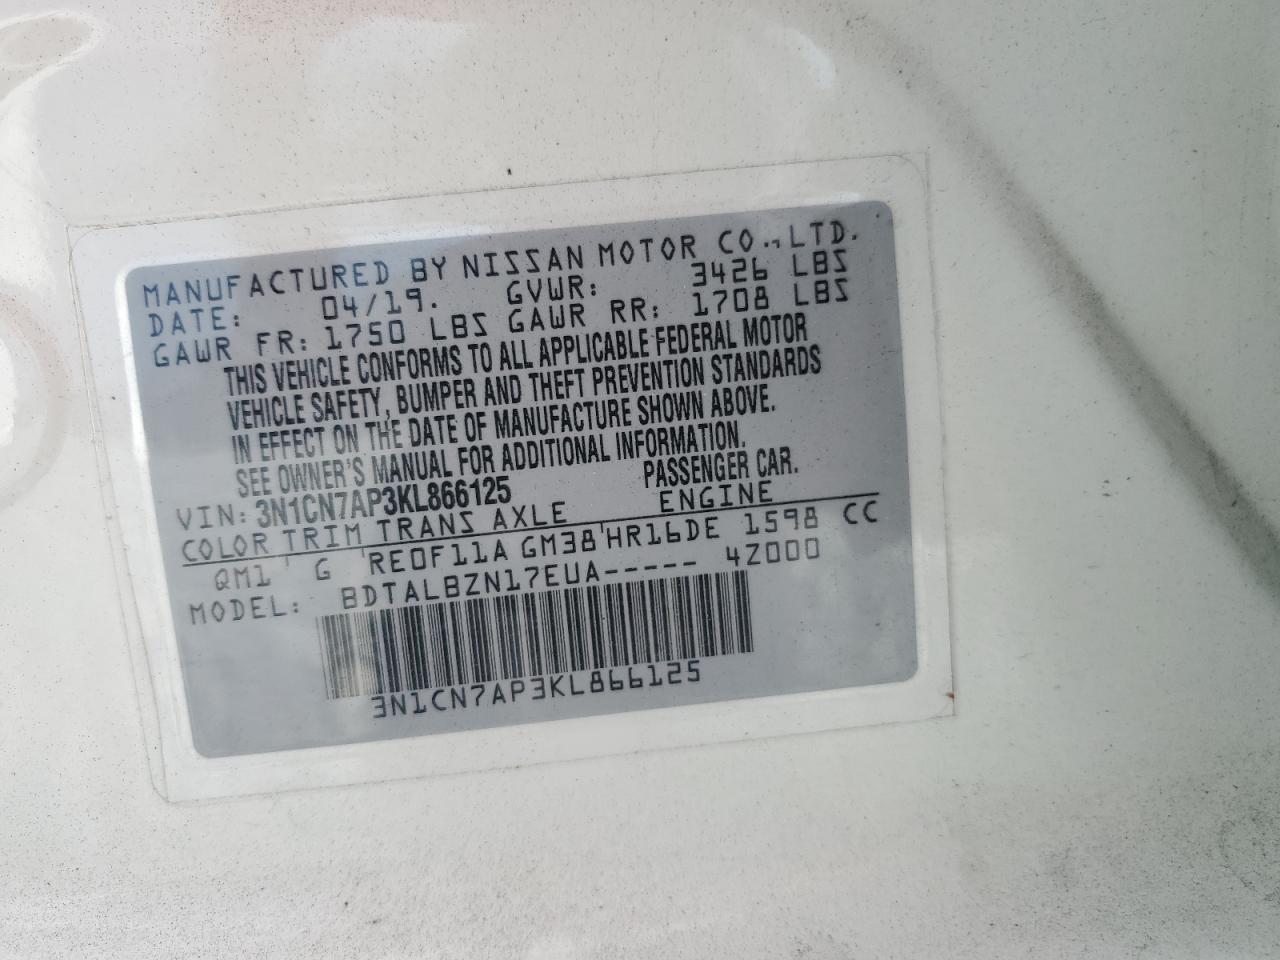 MANUFACTURED BY NISSAN MOTOR CO., LTD.
DATE: 04/19. GVWR: 3426 LBS
GAWR FR: 1750 LBS GAWR RR: 1708 LBS
THIS VEHICLE CONFORMS TO ALL APPLICABLE FEDERAL MOTOR
VEHICLE SAFETY, BUMPER AND THEFT PREVENTION STANDARDS
IN EFFECT ON THE DATE OF MANUFACTURE SHOWN ABOVE.
SEE OWNER'S MANUAL FOR ADDITIONAL INFORMATION.
VIN: 3N1CN7AP3KL866125 PASSENGER CAR.
COLOR TRIM TRANS AXLE ENGINE
QM1 G RE0F11A GM38 HR16DE 1598 CC
MODEL: BDTALBZN17EUA----- 4Z000
3N1CN7AP3KL866125